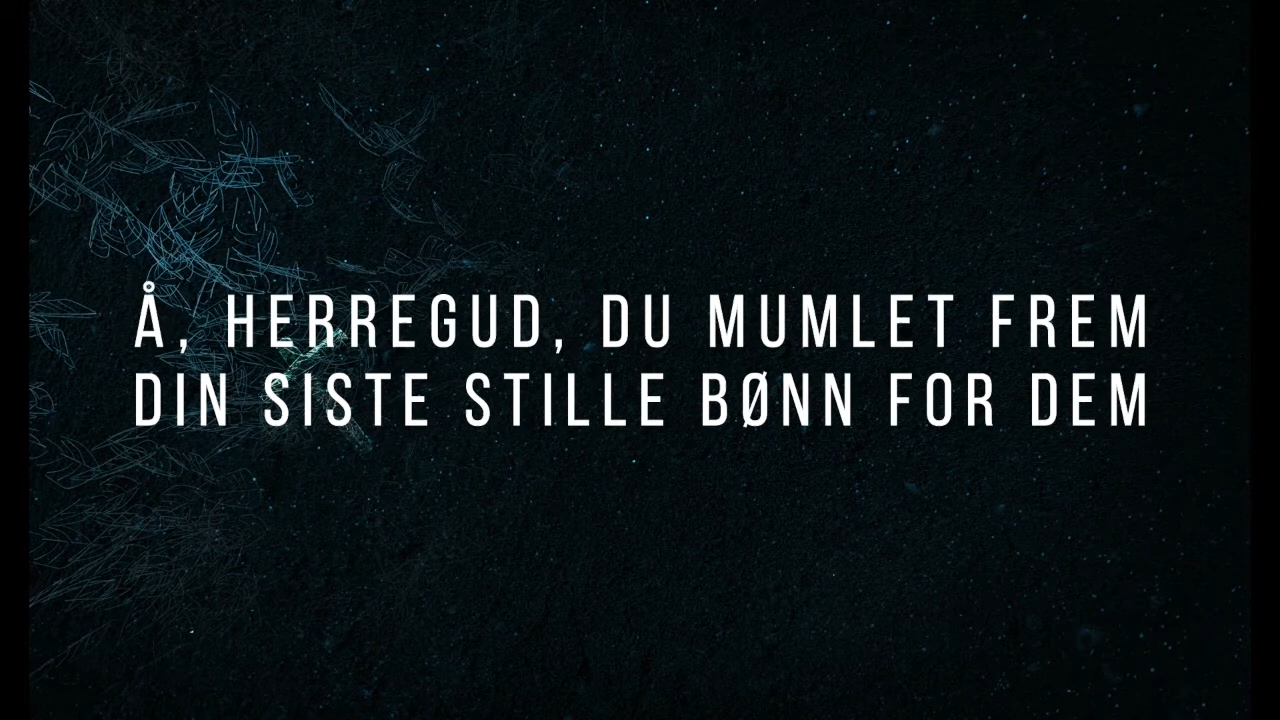 Å, HERREGUD, DU MUMLET FREM
DIN SISTE STILLE BØNN FOR DEM